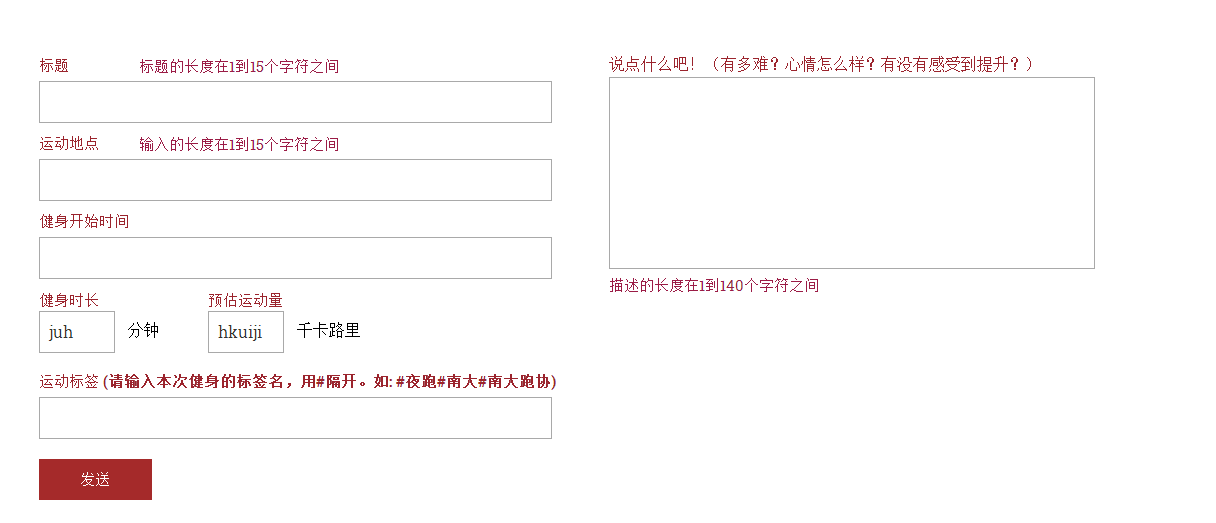 标题 标题的长度在1到15个字符之间
运动地点 输入的长度在1到15个字符之间
健身开始时间
健身时长 预估运动量
juh 分钟 hkuiji 千卡路里
运动标签 (请输入本次健身的标签名，用#隔开。如: #夜跑#南大#南大跑协)
发送
说点什么吧！（有多难？心情怎么样？有没有感受到提升？）
描述的长度在1到140个字符之间